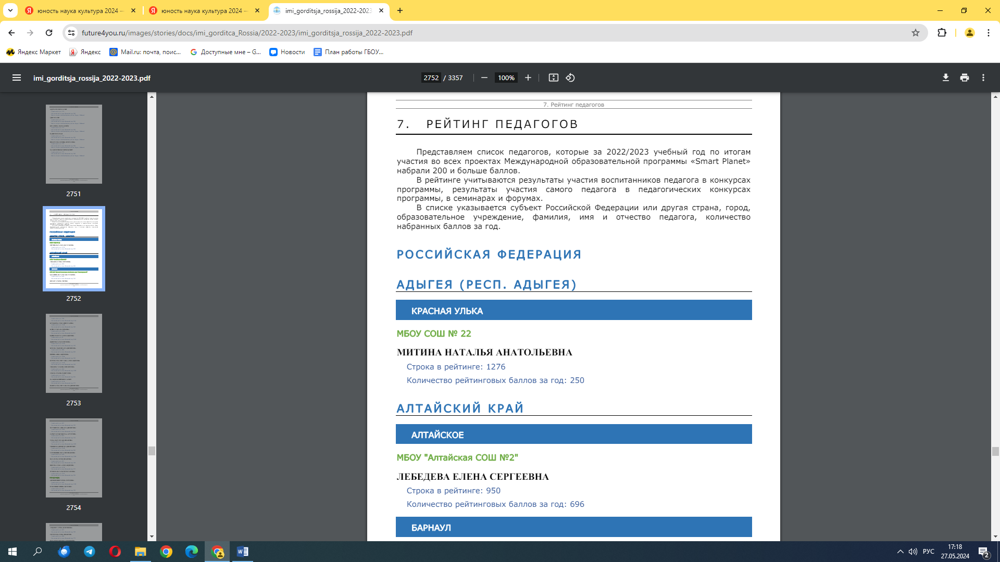 юность наука культура 2024 —
юность наука культура 2024 —
imi_gorditsja_rossija_2022-2023
future4you.ru/images/stories/docs/imi_gorditca_Rossia/2022-2023/imi_gorditsja_rossija_2022-2023.pdf
Яндекс Маркет
Яндекс
Mail.ru: почта, поис...
Доступные мне – G...
Новости
План работы ГБОУ...
imi_gorditsja_rossija_2022-2023.pdf
2752 / 3357
100%
2751
2752
2753
2754
7. Рейтинг педагогов
7. РЕЙТИНГ ПЕДАГОГОВ
Представляем список педагогов, которые за 2022/2023 учебный год по итогам
участия во всех проектах Международной образовательной программы «Smart Planet»
набрали 200 и больше баллов.
В рейтинге учитываются результаты участия воспитанников педагога в конкурсах
программы, результаты участия самого педагога в педагогических конкурсах
программы, в семинарах и форумах.
В списке указывается субъект Российской Федерации или другая страна, город,
образовательное учреждение, фамилия, имя и отчество педагога, количество
набранных баллов за год.
РОССИЙСКАЯ ФЕДЕРАЦИЯ
АДЫГЕЯ (РЕСП. АДЫГЕЯ)
КРАСНАЯ УЛЬКА
МБОУ СОШ № 22
МИТИНА НАТАЛЬЯ АНАТОЛЬЕВНА
Строка в рейтинге: 1276
Количество рейтинговых баллов за год: 250
АЛТАЙСКИЙ КРАЙ
АЛТАЙСКОЕ
МБОУ "Алтайская СОШ №2"
ЛЕБЕДЕВА ЕЛЕНА СЕРГЕЕВНА
Строка в рейтинге: 950
Количество рейтинговых баллов за год: 696
БАРНАУЛ
РУС
17:18
27.05.2024
2